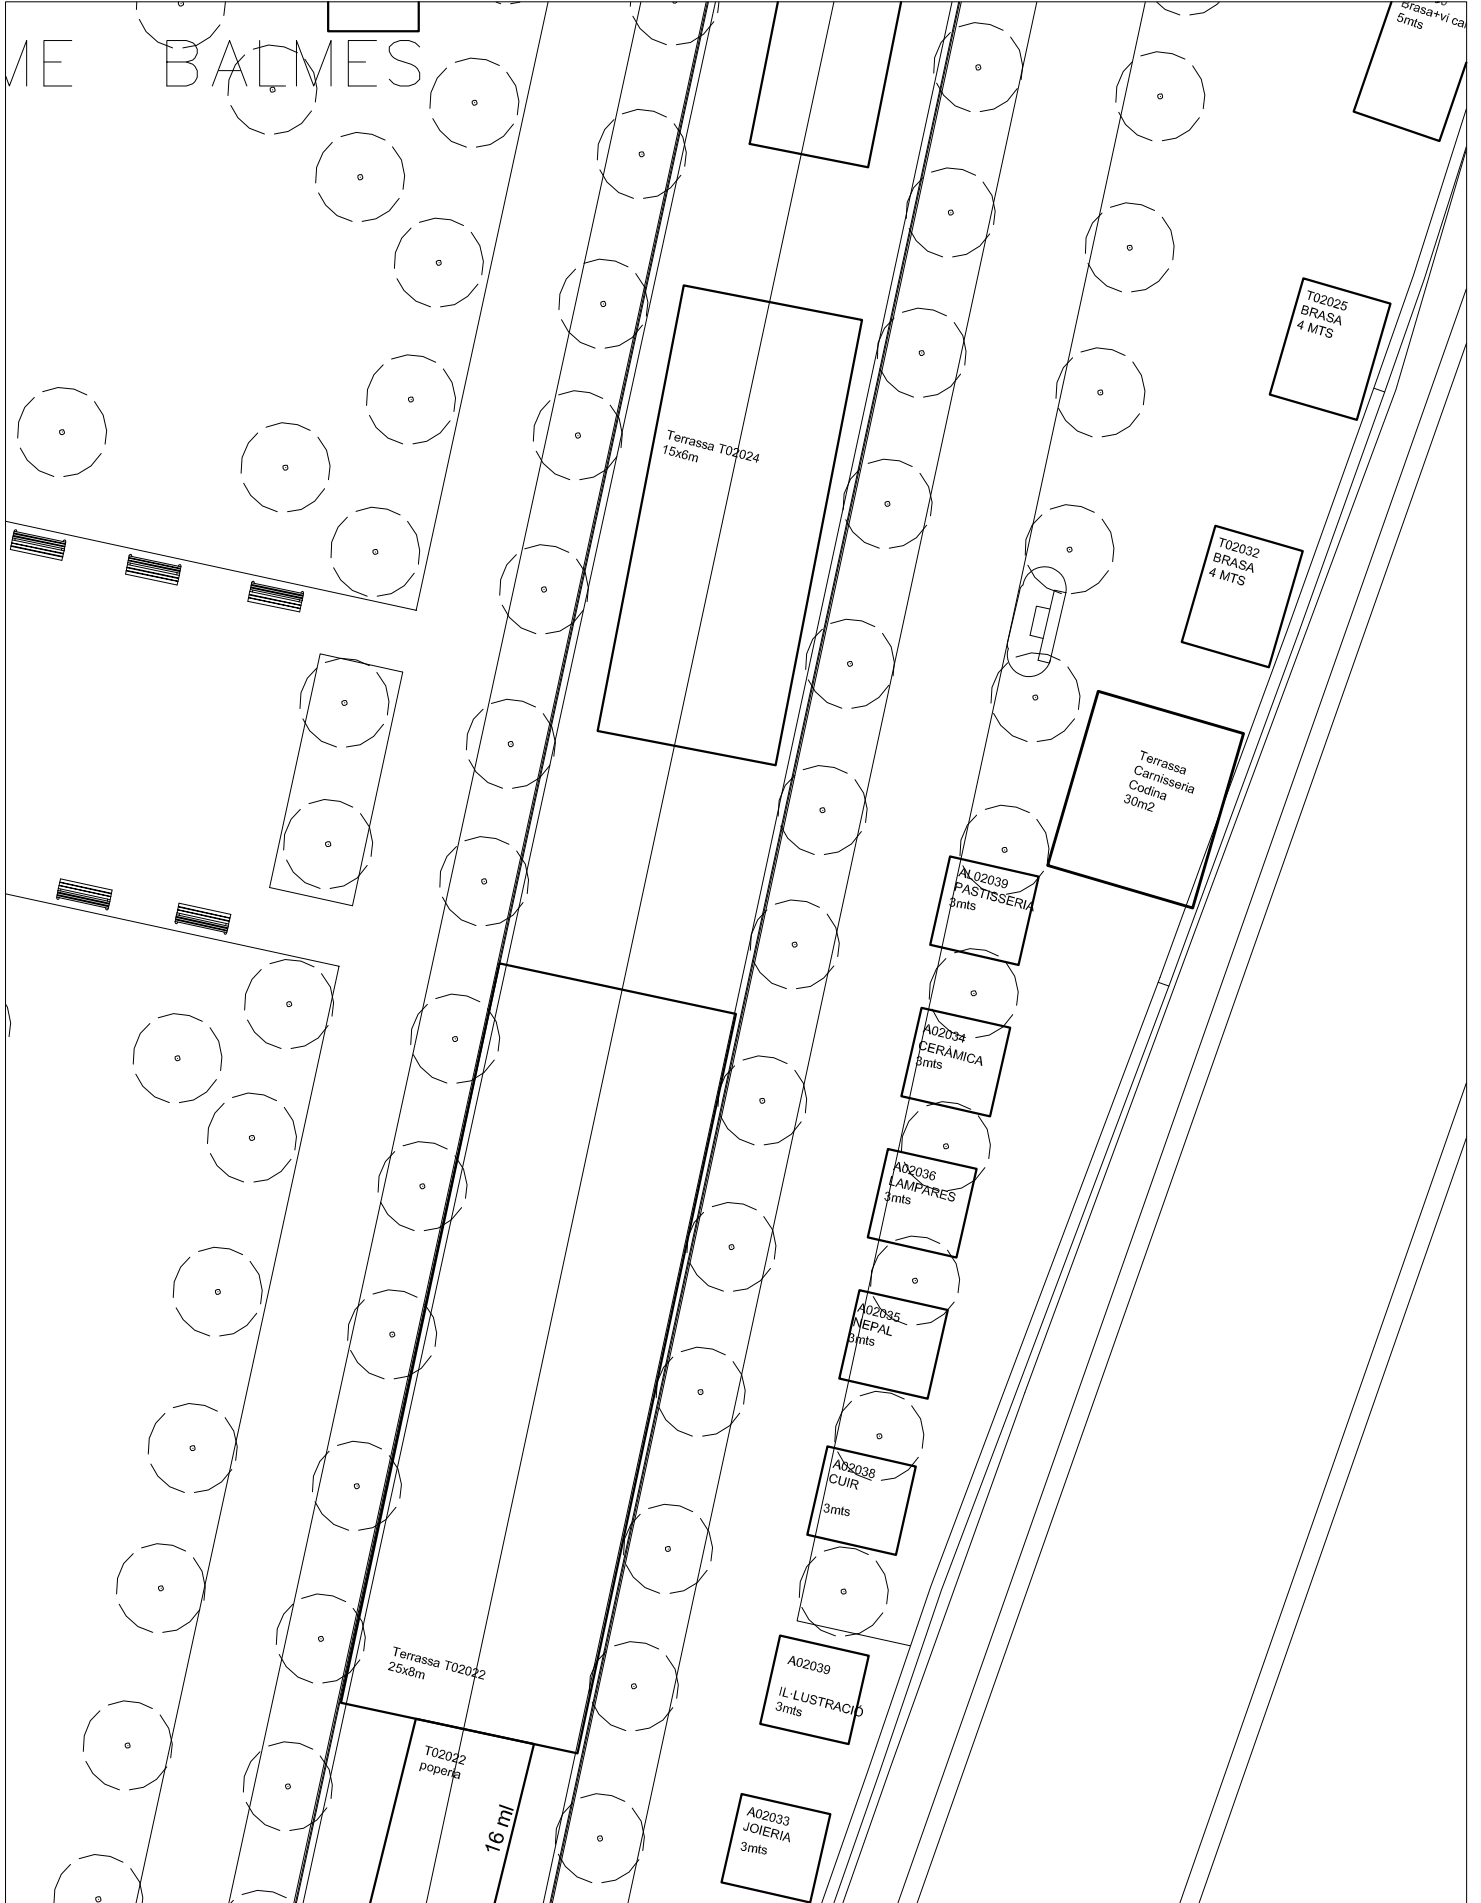 ME BALMES
Brasa+vi
5mts
T02025
BRASA
4 MTS
Terrassa T02024
15x6m
T02032
BRASA
4 MTS
Terrassa
Carnisseria
Codina
30m2
AL02039
PASTISSERIA
3mts
A02034
CERÀMICA
3mts
A02036
LAMPARES
3mts
A02035
NEPAL
3mts
A02038
CUIR
3mts
Terrassa T02022
25x8m
A02039
IL·LUSTRACIÓ
3mts
T02022
poperia
16 ml
A02033
JOIERIA
3mts